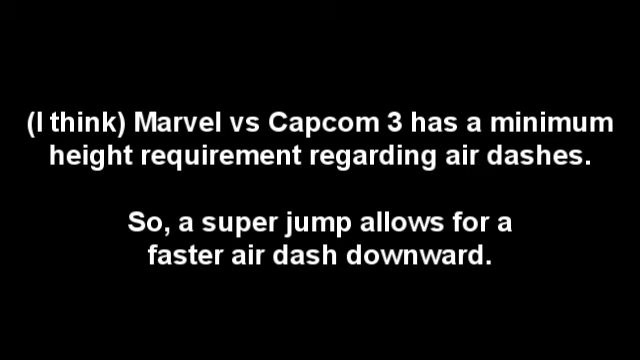 (I think) Marvel vs Capcom 3 has a minimum
height requirement regarding air dashes.
So, a super jump allows for a
faster air dash downward.